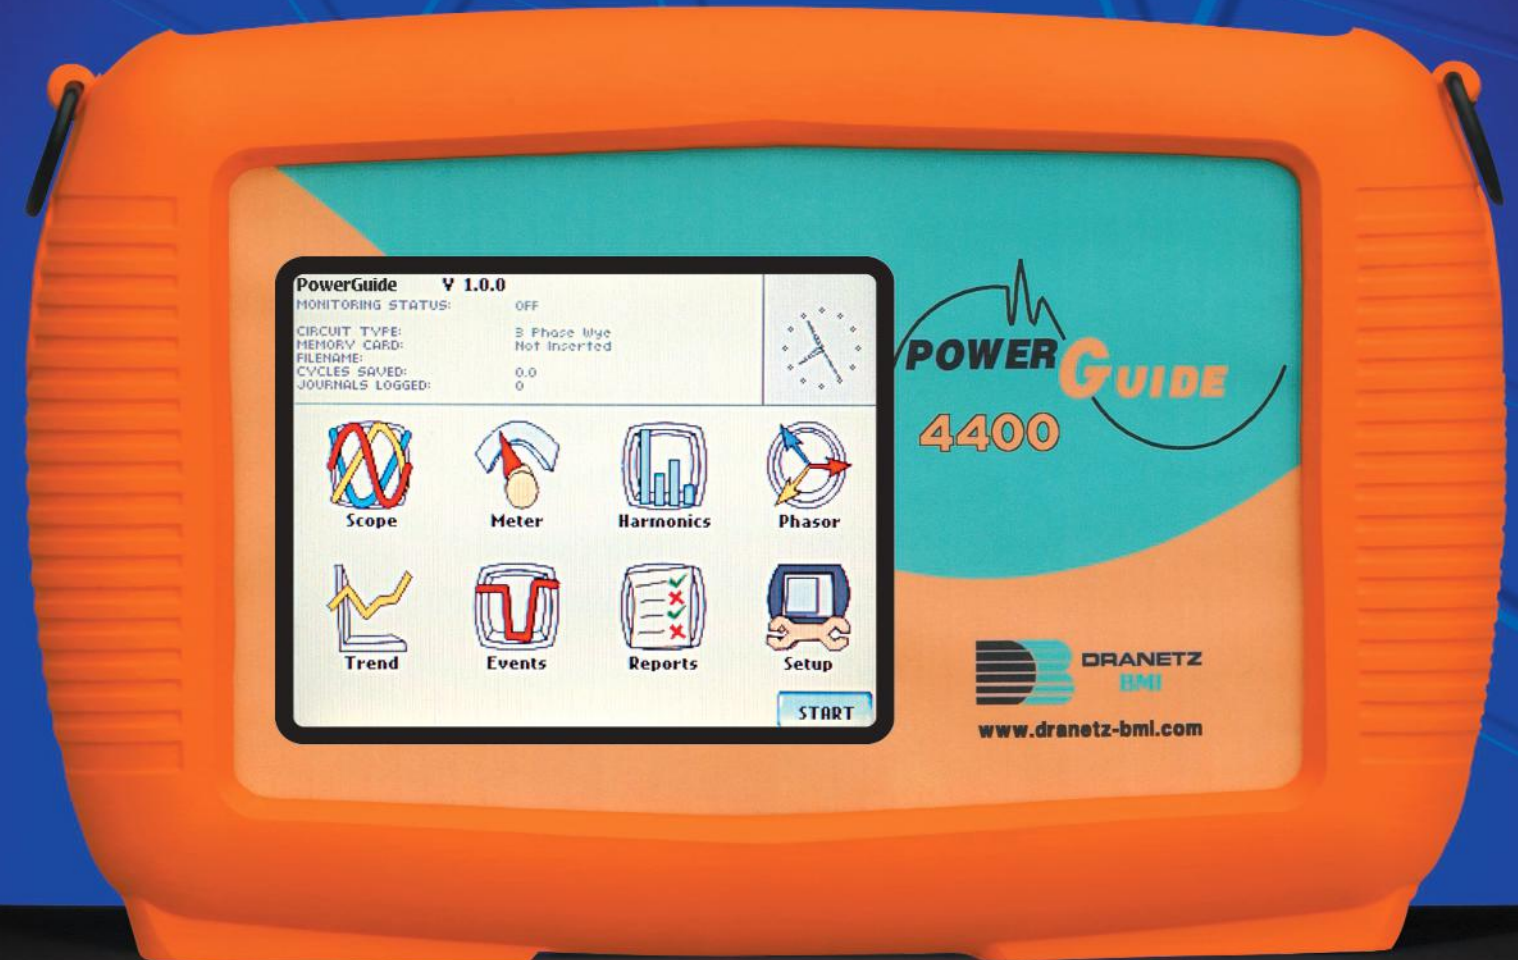 PowerGuide V 1.0.0
MONITORING STATUS: OFF
CIRCUIT TYPE: 3 Phase Wye
MEMORY CARD: Not Inserted
FILENAME:
CYCLES SAVED: 0.0
JOURNALS LOGGED: 0
Scope Meter Harmonics Phasor
Trend Events Reports Setup
START
POWERGUIDE
4400
DRANETZ
BMI
www.dranetz-bmi.com